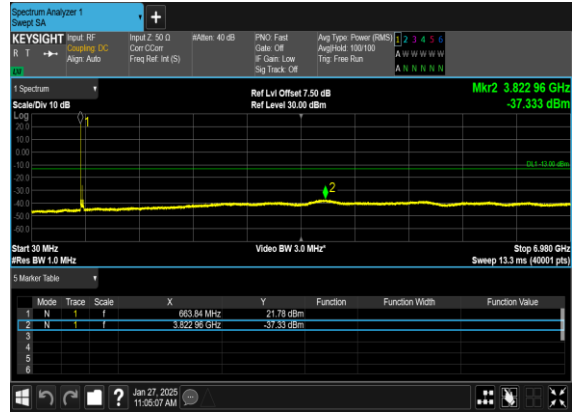 Spectrum Analyzer 1
Swept SA
+
KEYSIGHT Input: RF Input Z: 50 Ω #Atten: 40 dB PNO: Fast Avg Type: Power (RMS) 1 2 3 4 5 6
R T Coupling: DC Corr CCorr Gate: Off Avg|Hold: 100/100 A W W W W W
Align: Auto Freq Ref: Int (S) IF Gain: Low Trig: Free Run
Sig Track: Off A N N N N N
1 Spectrum
Ref Lvl Offset 7.50 dB Mkr2 3.822 96 GHz
Scale/Div 10 dB Ref Level 30.00 dBm -37.333 dBm
Log
20.0
10.0
0.00
-10.0
DL1 -13.00 dBm
-20.0
-30.0
-40.0
-50.0
-60.0
1
2
Start 30 MHz Video BW 3.0 MHz* Stop 6.980 GHz
#Res BW 1.0 MHz Sweep 13.3 ms (40001 pts)
5 Marker Table
Mode Trace Scale X Y Function Function Width Function Value
1 N 1 f 663.84 MHz 21.78 dBm
2 N 1 f 3.822 96 GHz -37.33 dBm
3
4
5
6
? Jan 27, 2025
11:05:07 AM